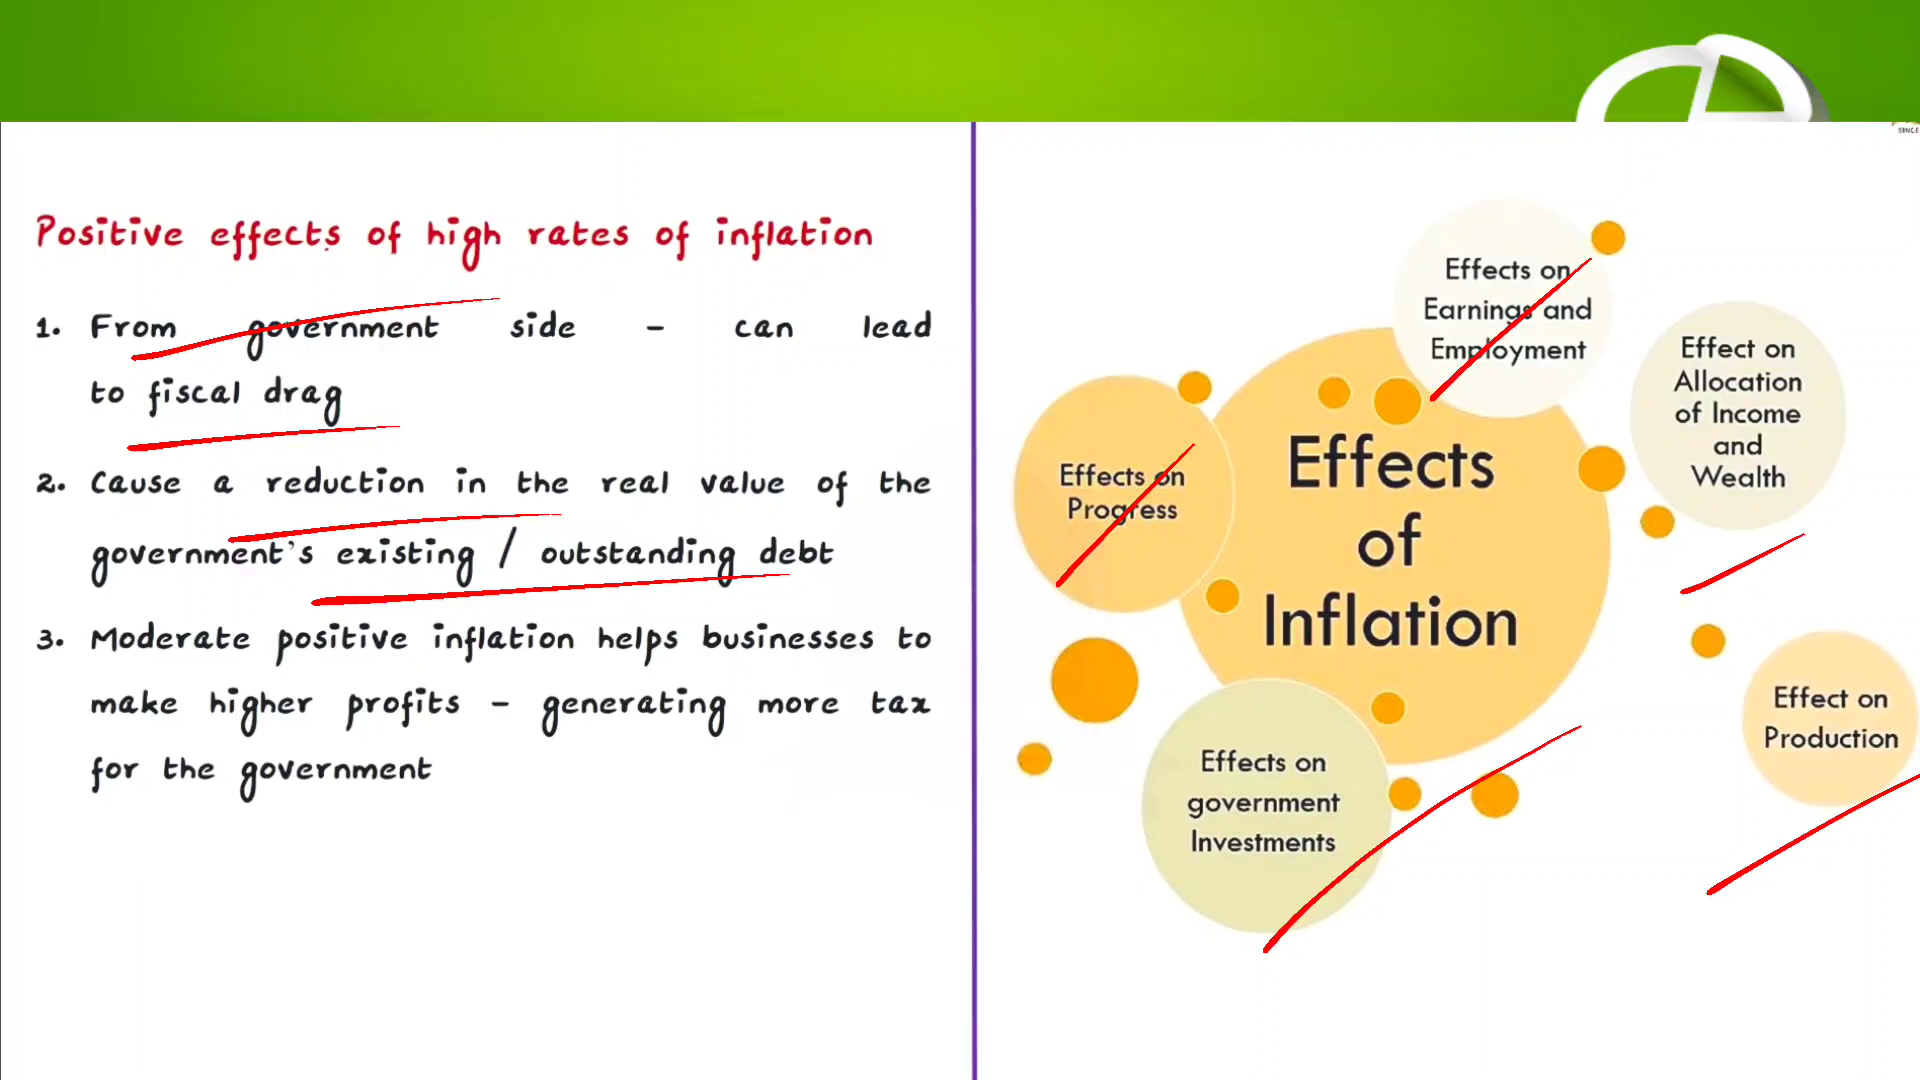 Positive effects of high rates of inflation
1. From government side - can lead
to fiscal drag
2. Cause a reduction in the real value of the
government's existing / outstanding debt
3. Moderate positive inflation helps businesses to
make higher profits - generating more tax
for the government
SINCE
Effects on
Earnings and
Employment
Effect on
Allocation
of Income
and
Wealth
Effects on
Progress
Effects
of
Inflation
Effect on
Production
Effects on
government
Investments